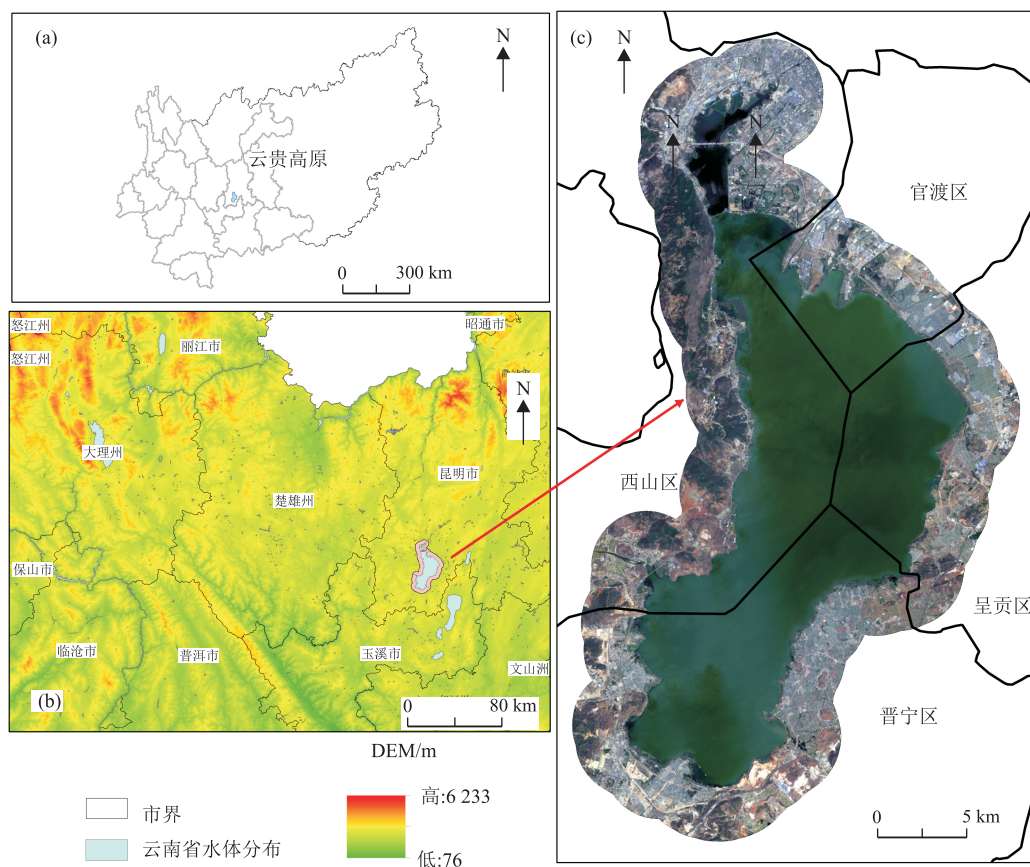 (a)
N
云贵高原
0 300 km
怒江州
怒江州
丽江市
昭通市
N
大理州
楚雄州
昆明市
保山市
临沧市
普洱市
玉溪市
文山洲
(b)
0 80 km
DEM/m
市界
云南省水体分布
高:6 233
低:76
(c)
N
N
N
官渡区
西山区
呈贡区
晋宁区
0 5 km